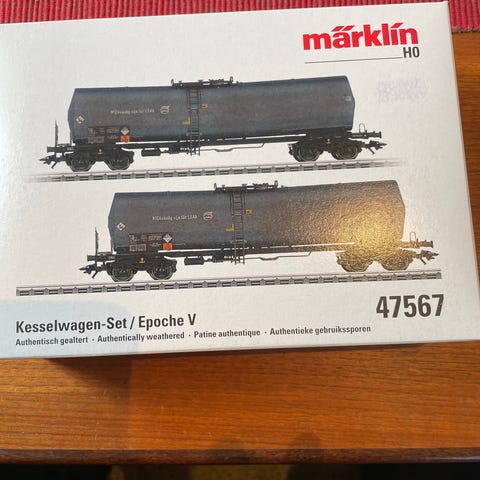 märklin
H0
47567
Kesselwagen-Set / Epoche V
Authentisch gealtert · Authentically weathered · Patine authentique · Authentieke gebruikssporen